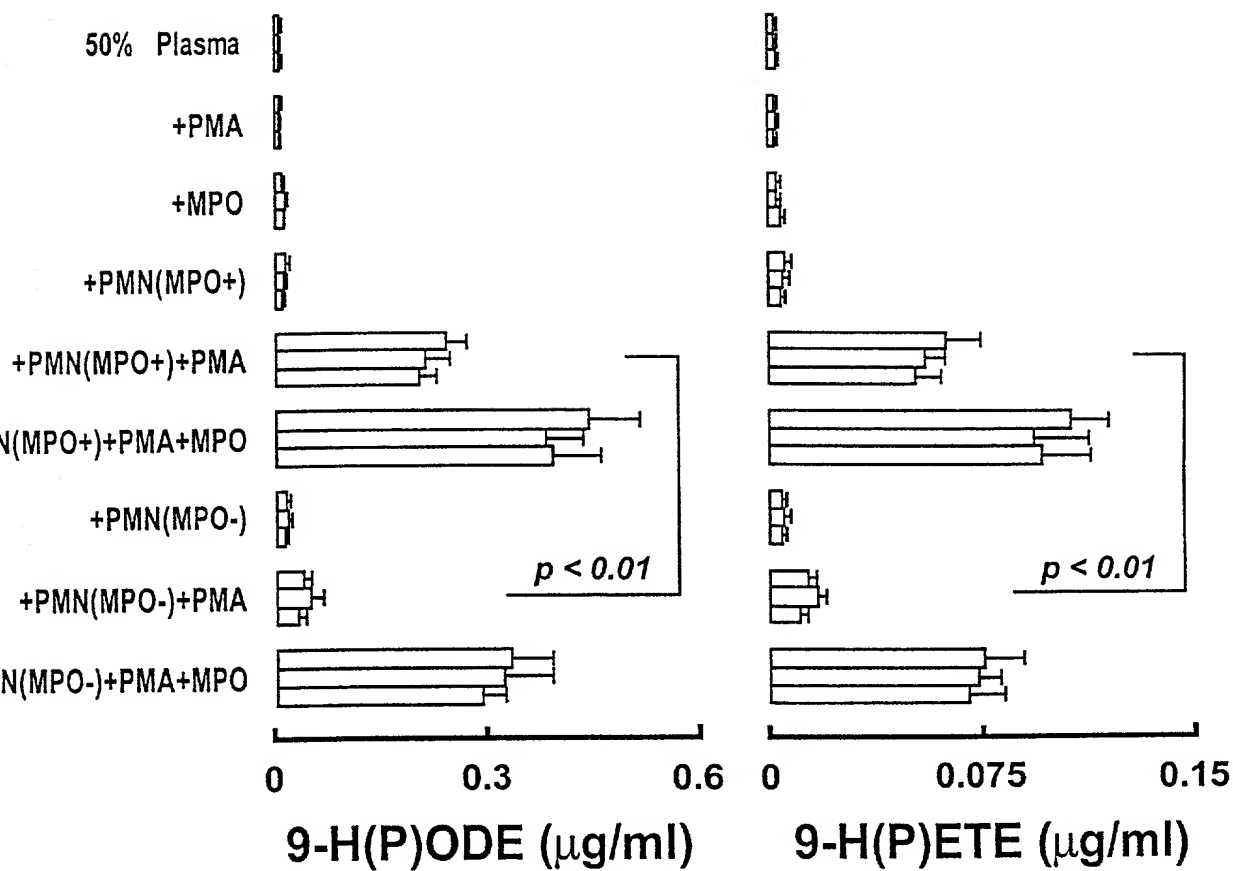 50% Plasma
+PMA
+MPO
+PMN(MPO+)
+PMN(MPO+)+PMA
N(MPO+)+PMA+MPO
+PMN(MPO-)
+PMN(MPO-)+PMA
N(MPO-)+PMA+MPO
p < 0.01
p < 0.01
0 0.3 0.6
0 0.075 0.15
9-H(P)ODE (μg/ml)
9-H(P)ETE (μg/ml)